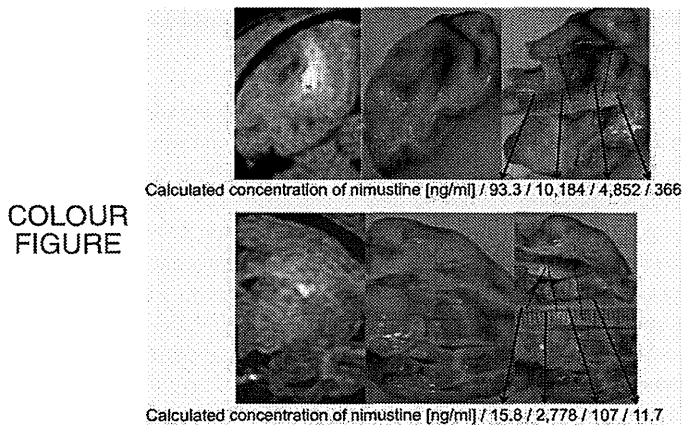 Calculated concentration of nimustine [ng/ml] / 93.3 / 10,184 / 4,852 / 366
COLOUR
FIGURE
Calculated concentration of nimustine [ng/ml] / 15.8 / 2,778 / 107 / 11.7